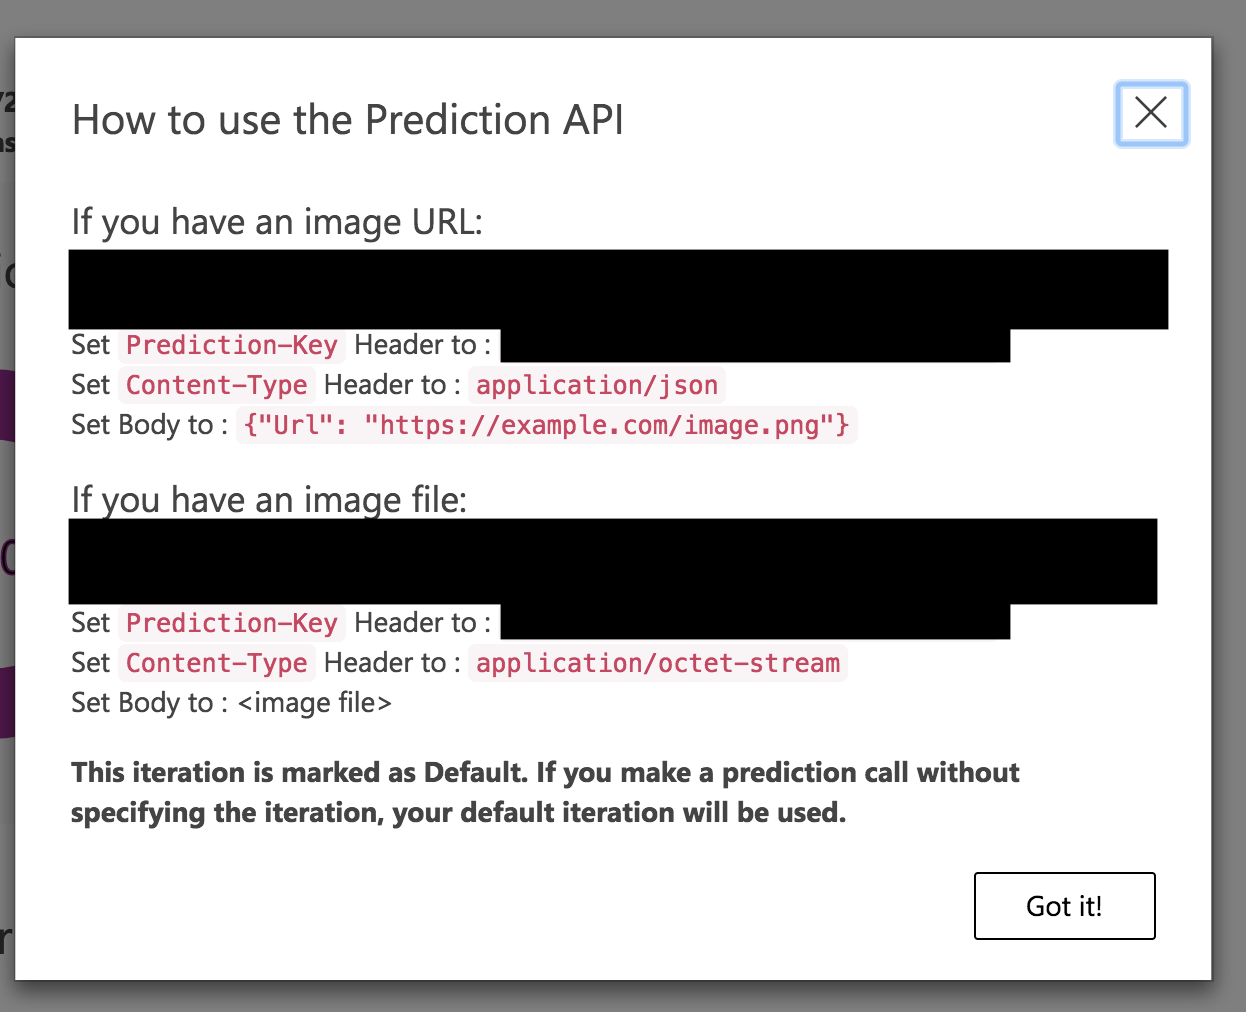 How to use the Prediction API
If you have an image URL:
Set Prediction-Key Header to :
Set Content-Type Header to : application/json
Set Body to : {"Url": "https://example.com/image.png"}
If you have an image file:
Set Prediction-Key Header to :
Set Content-Type Header to : application/octet-stream
Set Body to : <image file>
This iteration is marked as Default. If you make a prediction call without
specifying the iteration, your default iteration will be used.
Got it!